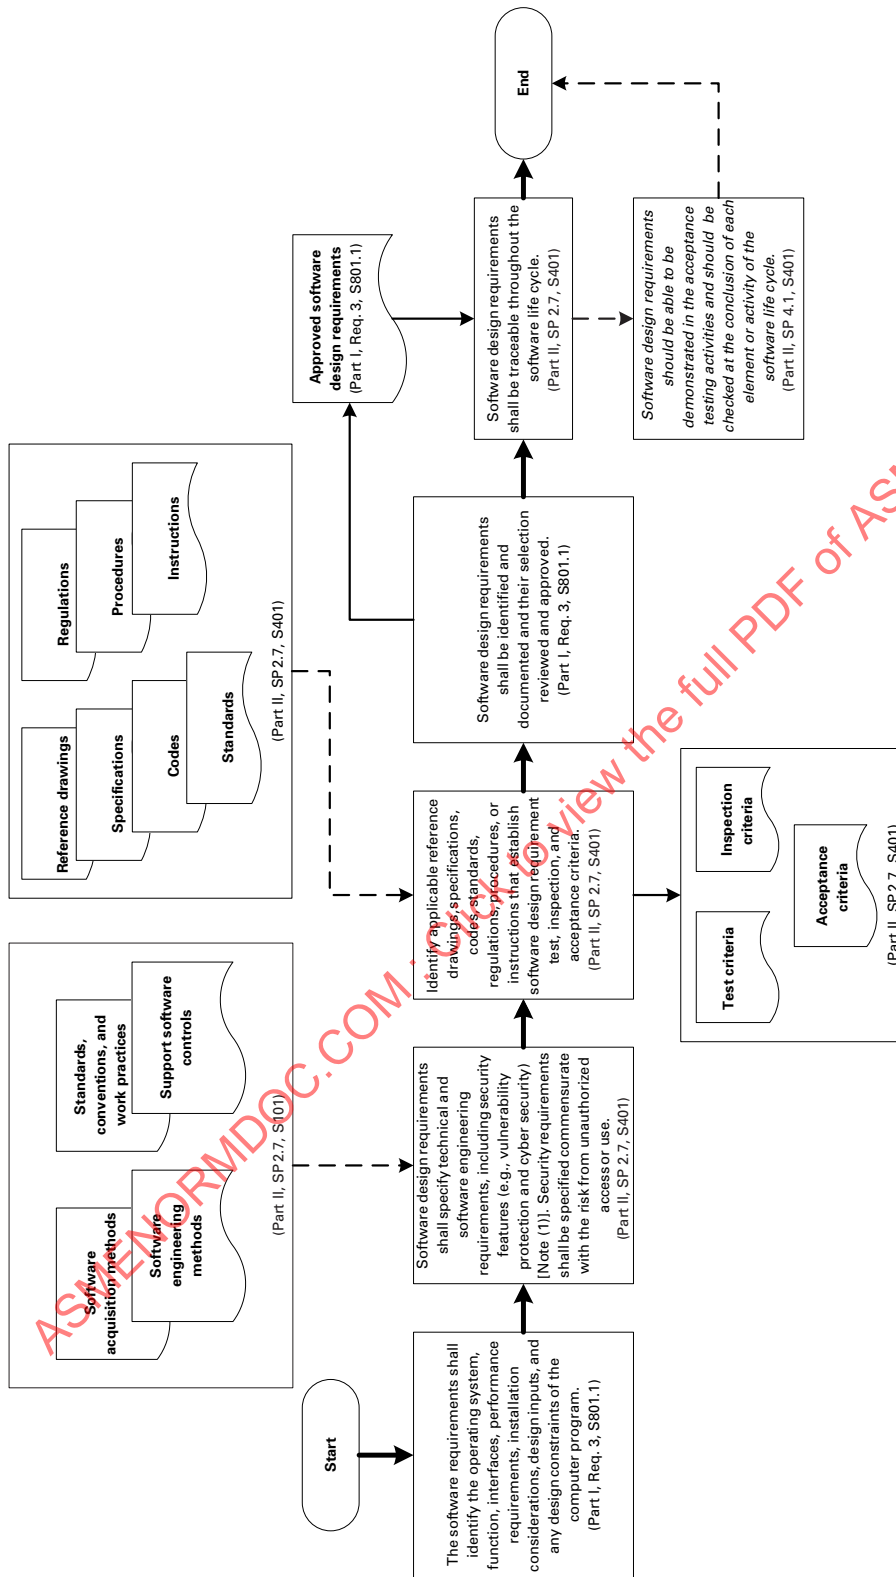 Software
acquisition methods
Software
engineering
methods
Standards,
conventions, and
work practices
Support software
controls
(Part II, SP2.7, S101)
Reference drawings
Specifications
Codes
Standards
Regulations
Procedures
Instructions
(Part II, SP2.7, S401)
Start
The software requirements shall
identify the operating system,
function, interfaces, performance
requirements, installation
considerations, design inputs, and
any design constraints of the
computer program.
(Part I, Req. 3, S801.1)
Software design requirements
shall specify technical and
software engineering
requirements, including security
features (e.g., vulnerability
protection and cyber security)
[Note (1)]. Security requirements
shall be specified commensurate
with the risk from unauthorized
access or use.
(Part II, SP 2.7, S401)
Identify applicable reference
drawings, specifications,
codes, standards,
regulations, procedures, or
instructions that establish
software design requirement
test, inspection, and
acceptance criteria.
(Part II, SP 2.7, S401)
Software design requirements
shall be identified and
documented and their selection
reviewed and approved.
(Part I, Req. 3, S801.1)
Approved software
design requirements
(Part I, Req. 3, S801.1)
Software design requirements
shall be traceable throughout the
software life cycle.
(Part II, SP 2.7, S401)
End
Software design requirements
should be able to be
demonstrated in the acceptance
testing activities and should be
checked at the conclusion of each
element or activity of the
software life cycle.
(Part II, SP 4.1, S401)
Test criteria
Inspection
criteria
Acceptance
criteria
(Part II, SP2.7, S401)
ASMENORMDOC.COM : Click to view the full PDF of ASM